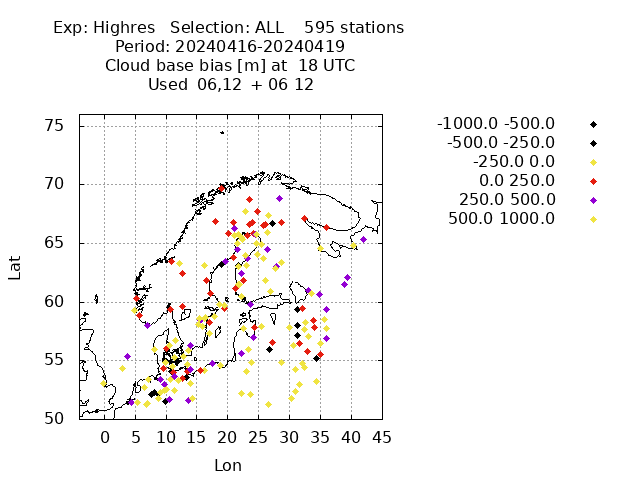 Exp: Highres   Selection: ALL    595 stations
Period: 20240416-20240419
Cloud base bias [m] at  18 UTC
Used  06,12  + 06 12
-1000.0 -500.0
-500.0 -250.0
-250.0 0.0
0.0 250.0
250.0 500.0
500.0 1000.0
75
70
65
60
55
50
Lat
0 5 10 15 20 25 30 35 40 45
Lon